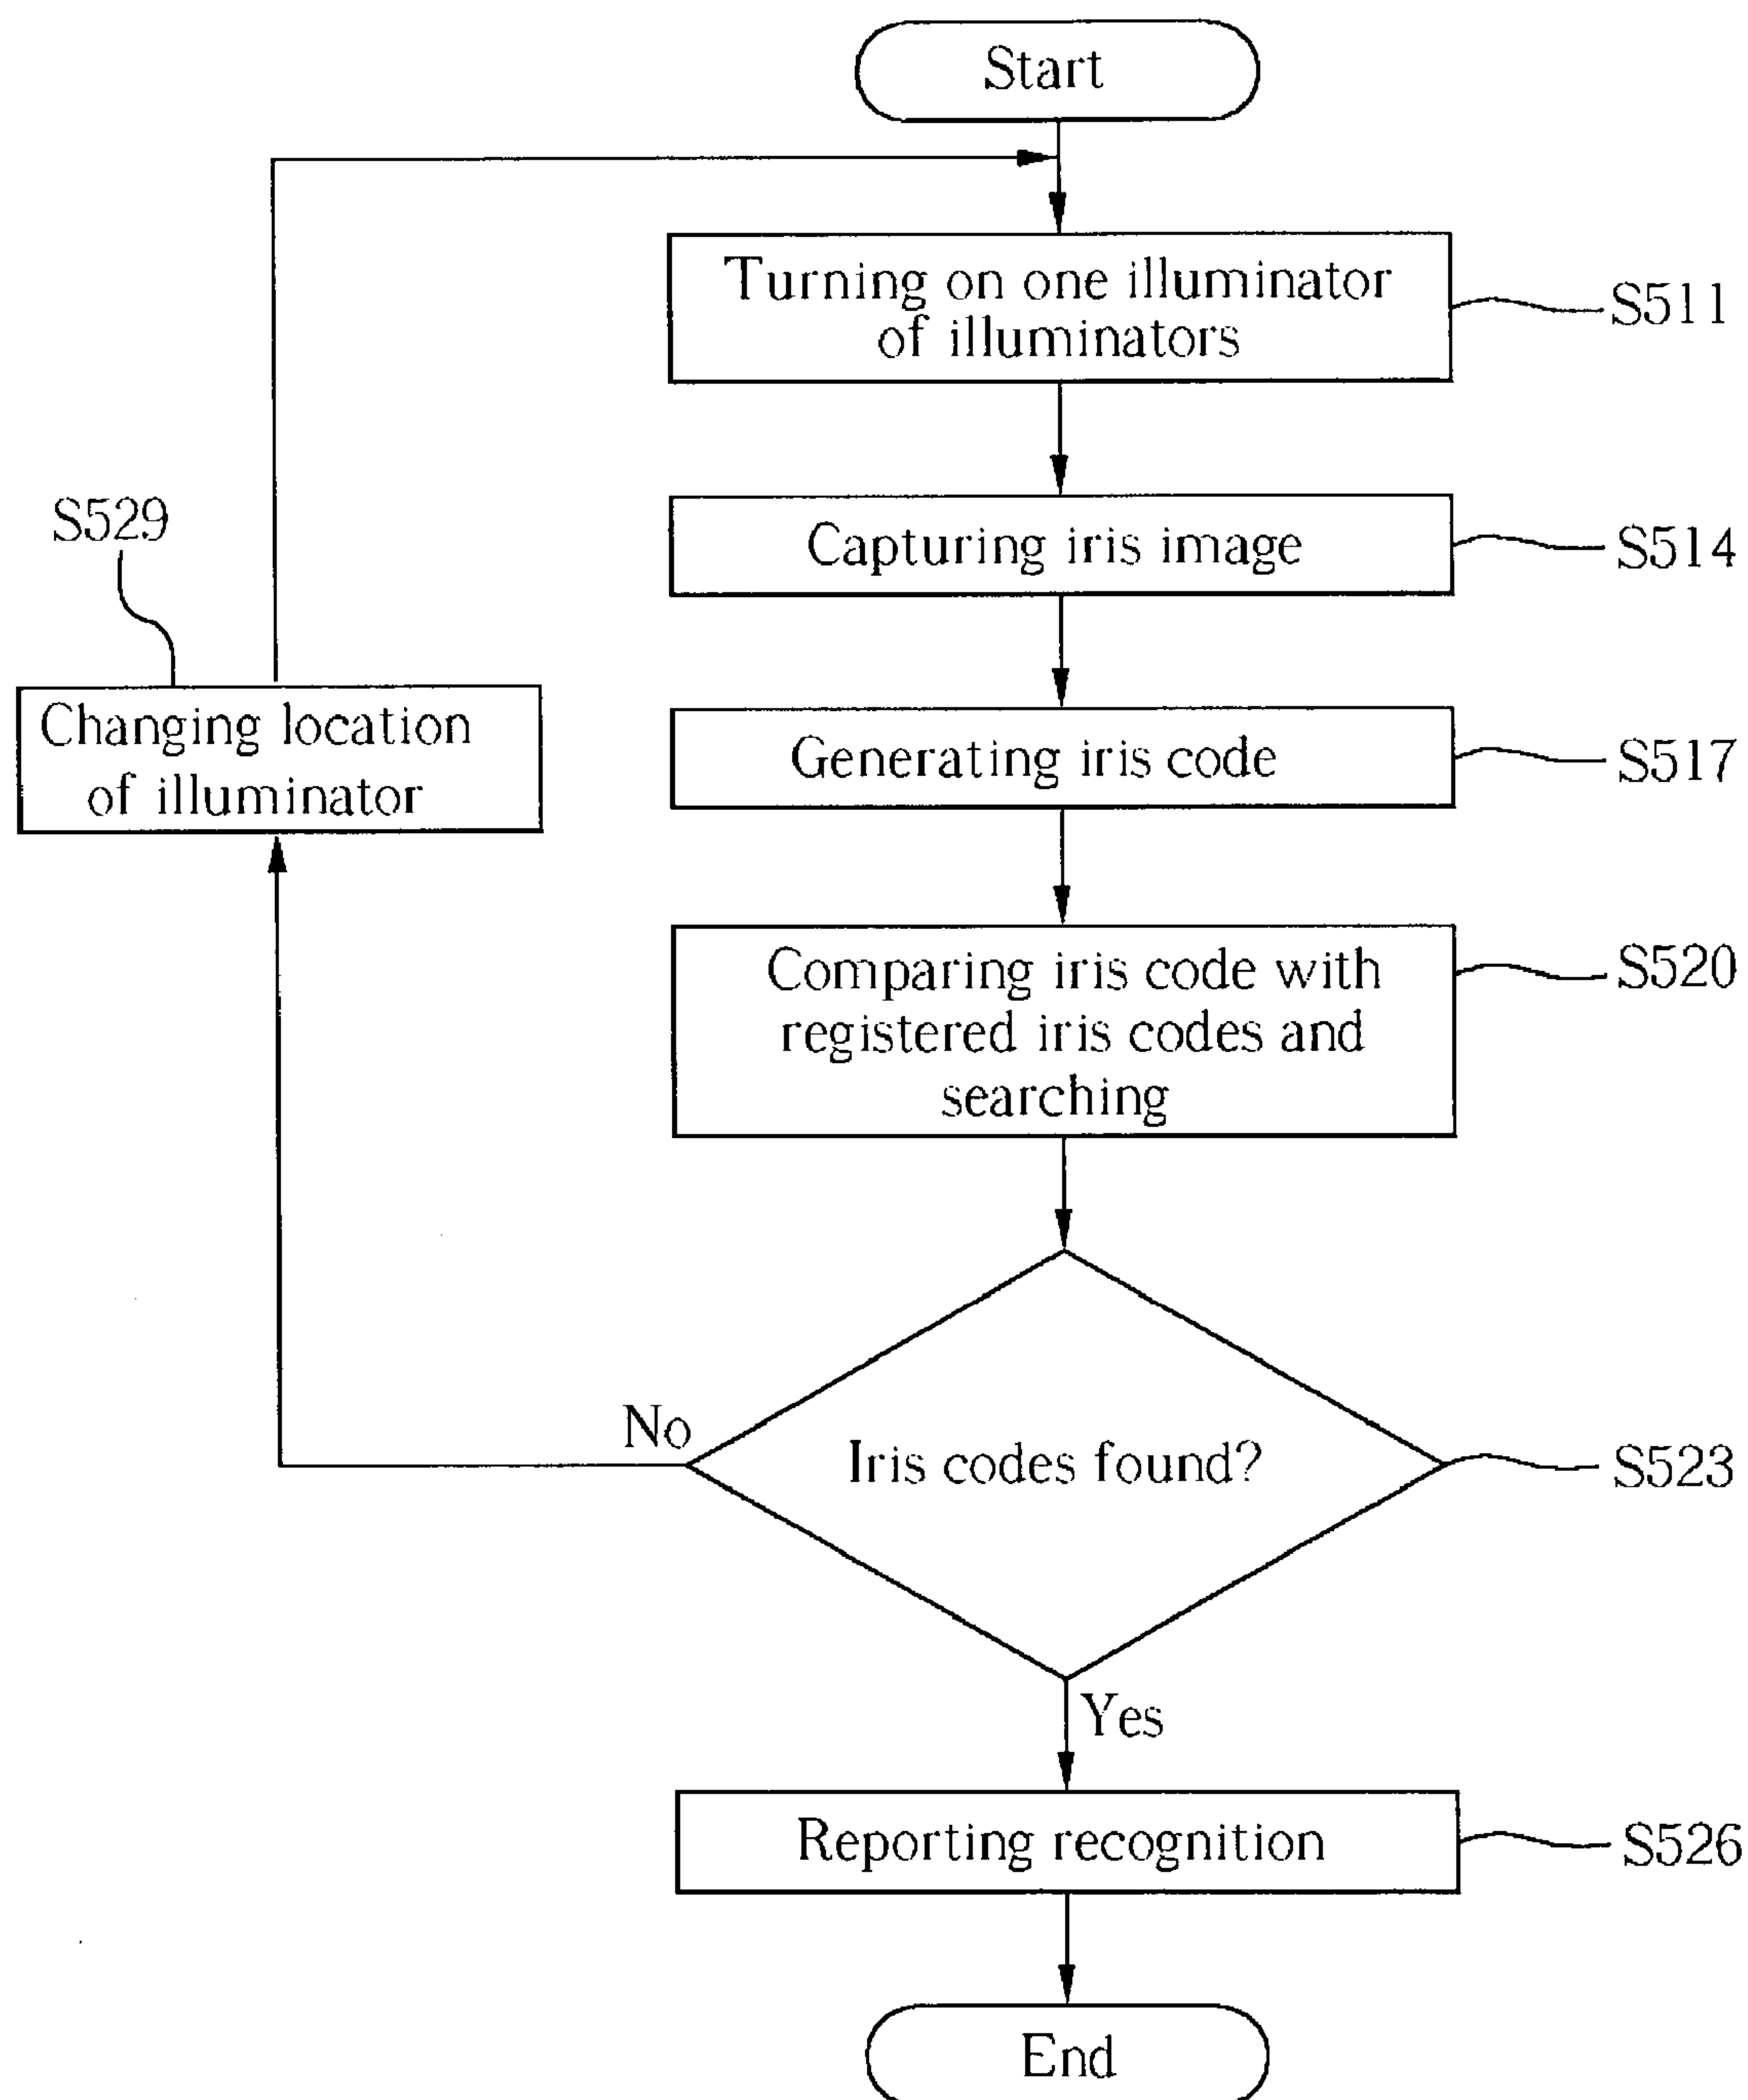 Start
Turning on one illuminator
of illuminators
S511
Capturing iris image
S514
S529
Changing location
of illuminator
Generating iris code
S517
Comparing iris code with
registered iris codes and
searching
S520
No
Iris codes found?
S523
Yes
Reporting recognition
S526
End